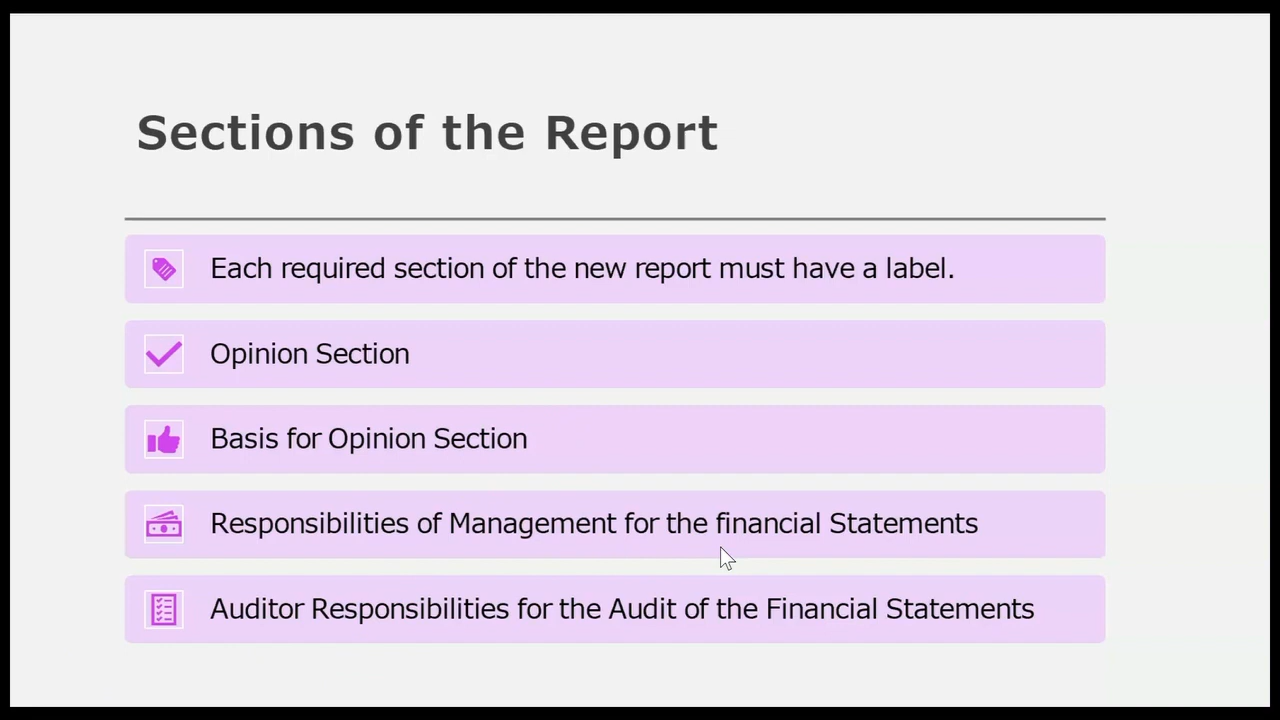 Sections of the Report
Each required section of the new report must have a label.
Opinion Section
Basis for Opinion Section
Responsibilities of Management for the financial Statements
Auditor Responsibilities for the Audit of the Financial Statements